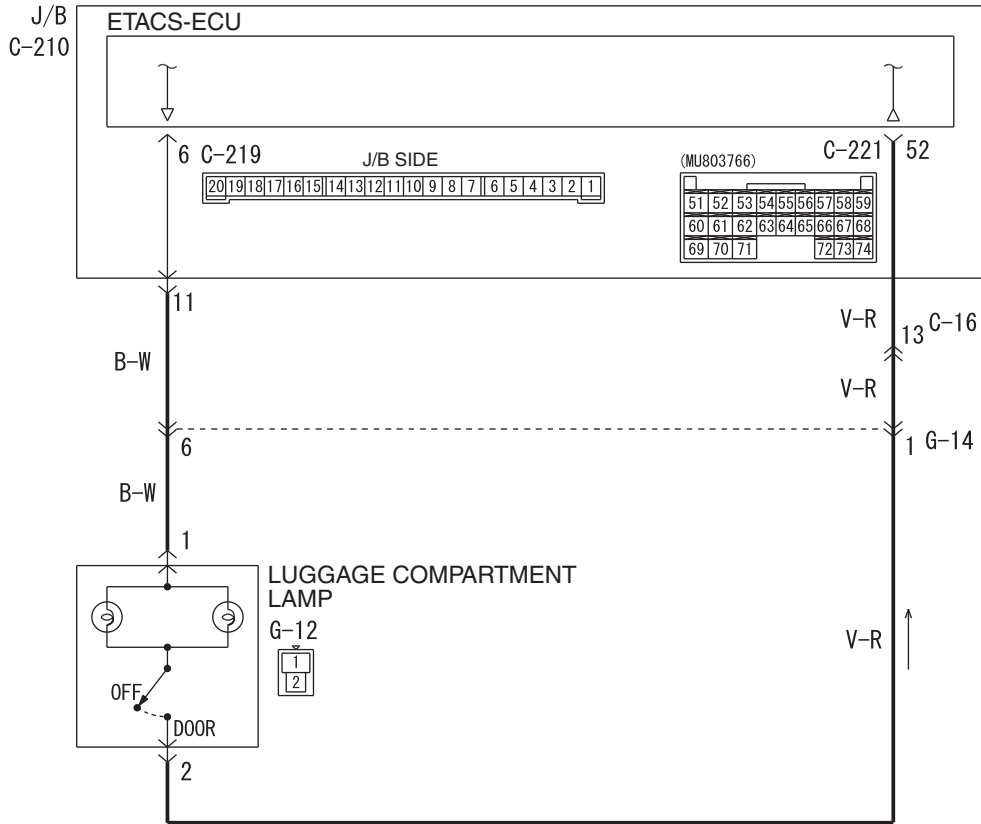 J/B
C-210
ETACS-ECU
6 C-219
J/B SIDE
20 19 18 17 16 15 14 13 12 11 10 9 8 7 6 5 4 3 2 1
(MU803766)
C-221 52
51 52 53 54 55 56 57 58 59
60 61 62 63 64 65 66 67 68
69 70 71 72 73 74
11
V-R
13 C-16
B-W
V-R
6
1 G-14
B-W
1
LUGGAGE COMPARTMENT
LAMP
G-12
1
2
V-R
OFF
DOOR
2